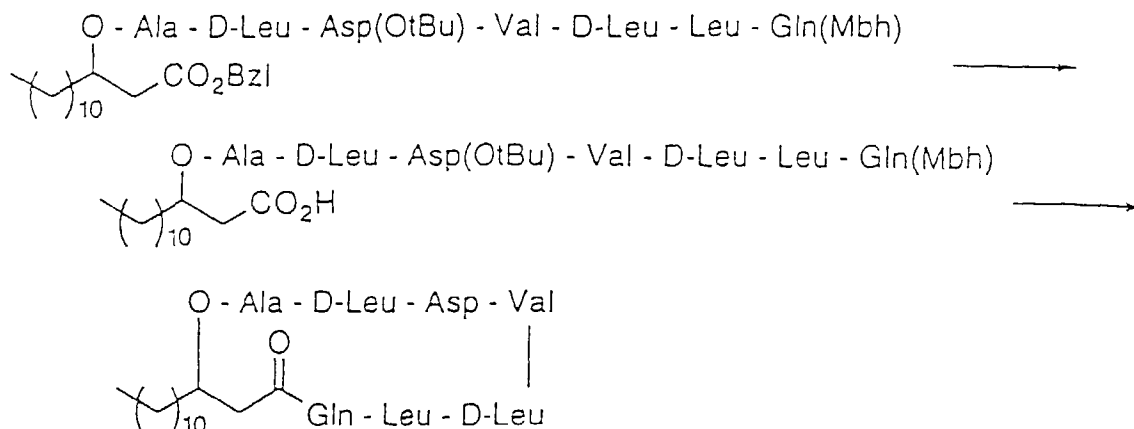 O - Ala - D-Leu - Asp(OtBu) - Val - D-Leu - Leu - Gln(Mbh)
CO2Bzl
10
O - Ala - D-Leu - Asp(OtBu) - Val - D-Leu - Leu - Gln(Mbh)
CO2H
10
O - Ala - D-Leu - Asp - Val
O
10
Gln - Leu - D-Leu